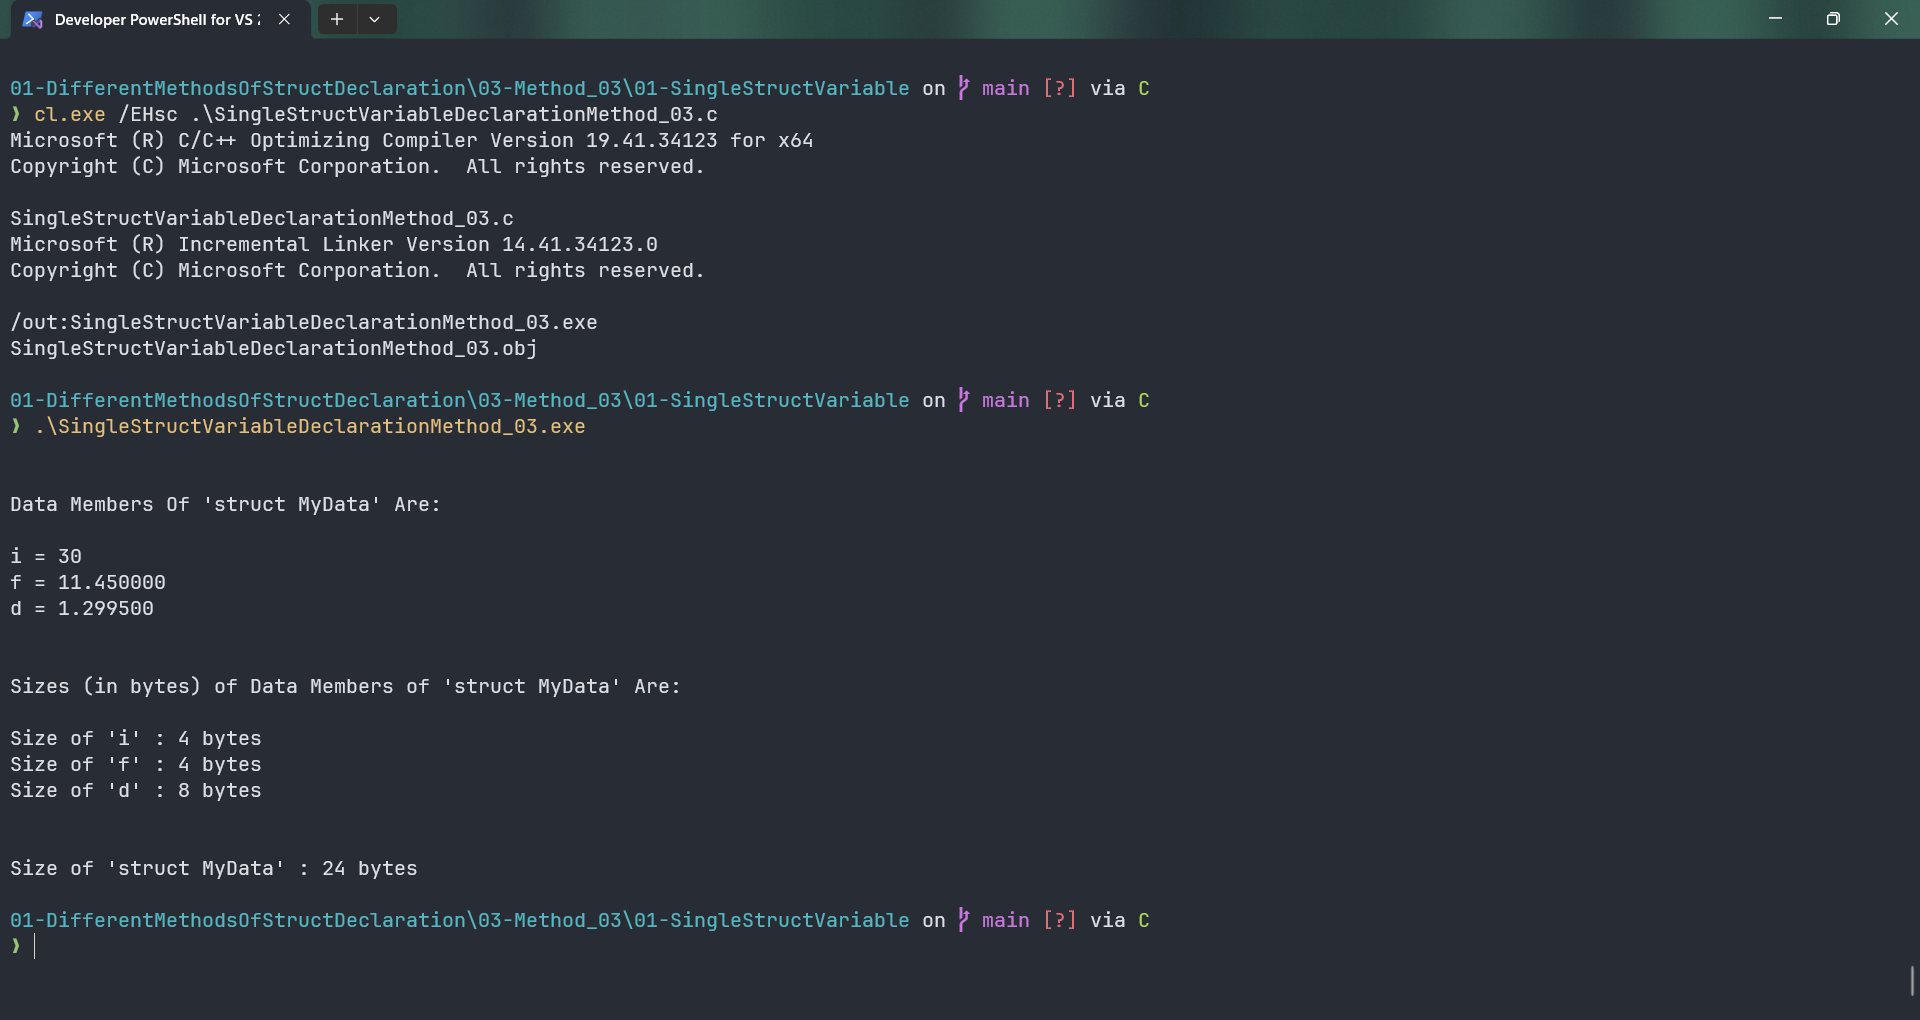 Developer PowerShell for VS 2
01-DifferentMethodsOfStructDeclaration\03-Method_03\01-SingleStructVariable on main [?] via C
❯ cl.exe /EHsc .\SingleStructVariableDeclarationMethod_03.c
Microsoft (R) C/C++ Optimizing Compiler Version 19.41.34123 for x64
Copyright (C) Microsoft Corporation.  All rights reserved.
SingleStructVariableDeclarationMethod_03.c
Microsoft (R) Incremental Linker Version 14.41.34123.0
Copyright (C) Microsoft Corporation.  All rights reserved.
/out:SingleStructVariableDeclarationMethod_03.exe
SingleStructVariableDeclarationMethod_03.obj
01-DifferentMethodsOfStructDeclaration\03-Method_03\01-SingleStructVariable on main [?] via C
❯ .\SingleStructVariableDeclarationMethod_03.exe
Data Members Of 'struct MyData' Are:
i = 30
f = 11.450000
d = 1.299500
Sizes (in bytes) of Data Members of 'struct MyData' Are:
Size of 'i' : 4 bytes
Size of 'f' : 4 bytes
Size of 'd' : 8 bytes
Size of 'struct MyData' : 24 bytes
01-DifferentMethodsOfStructDeclaration\03-Method_03\01-SingleStructVariable on main [?] via C
❯